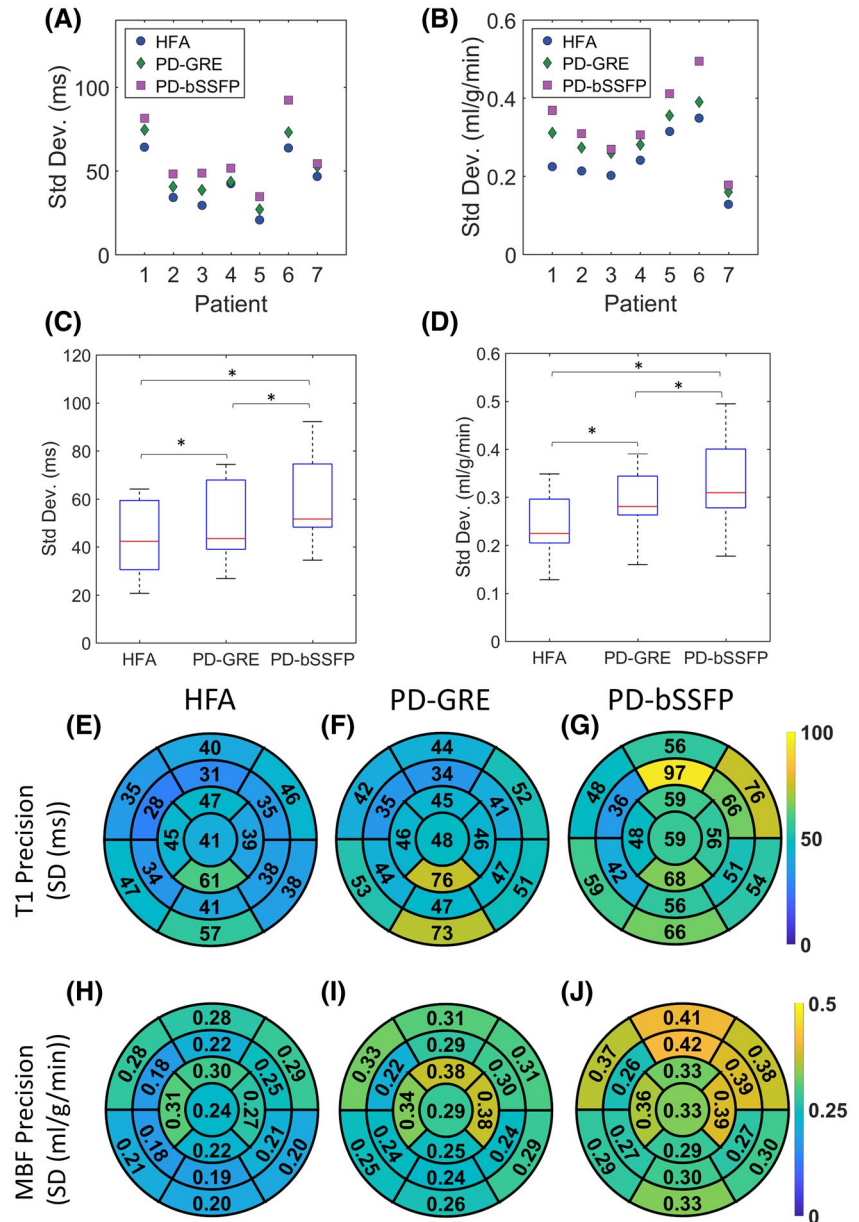 (A)
HFA
PD-GRE
PD-bSSFP
100
50
0
Std Dev. (ms)
1 2 3 4 5 6 7
Patient
(B)
HFA
PD-GRE
PD-bSSFP
0.6
0.4
0.2
0
Std Dev. (ml/g/min)
1 2 3 4 5 6 7
Patient
(C)
120
100
80
60
40
20
0
Std Dev. (ms)
* * *
HFA PD-GRE PD-bSSFP
(D)
0.6
0.5
0.4
0.3
0.2
0.1
0
Std Dev. (ml/g/min)
* * *
HFA PD-GRE PD-bSSFP
HFA PD-GRE PD-bSSFP
T1 Precision
(SD (ms))
(E)
40
35 31 46
28 47 35
45 41 39
34 61 38
47 41 38
57
(F)
44
42 34 52
35 45 41
46 48 46
44 76 47
53 47 51
73
(G)
56
48 97 76
36 59 66
48 59 56
42 68 51
59 56 54
66
100
50
0
MBF Precision
(SD (ml/g/min))
(H)
0.28
0.28 0.22 0.29
0.18 0.30 0.25
0.31 0.24 0.27
0.18 0.22 0.21
0.21 0.19 0.20
0.20
(I)
0.31
0.33 0.29 0.31
0.22 0.38 0.30
0.34 0.29 0.38
0.24 0.25 0.24
0.25 0.24 0.29
0.26
(J)
0.41
0.37 0.42 0.38
0.26 0.33 0.39
0.36 0.33 0.39
0.27 0.29 0.27
0.29 0.30 0.30
0.33
0.5
0.25
0